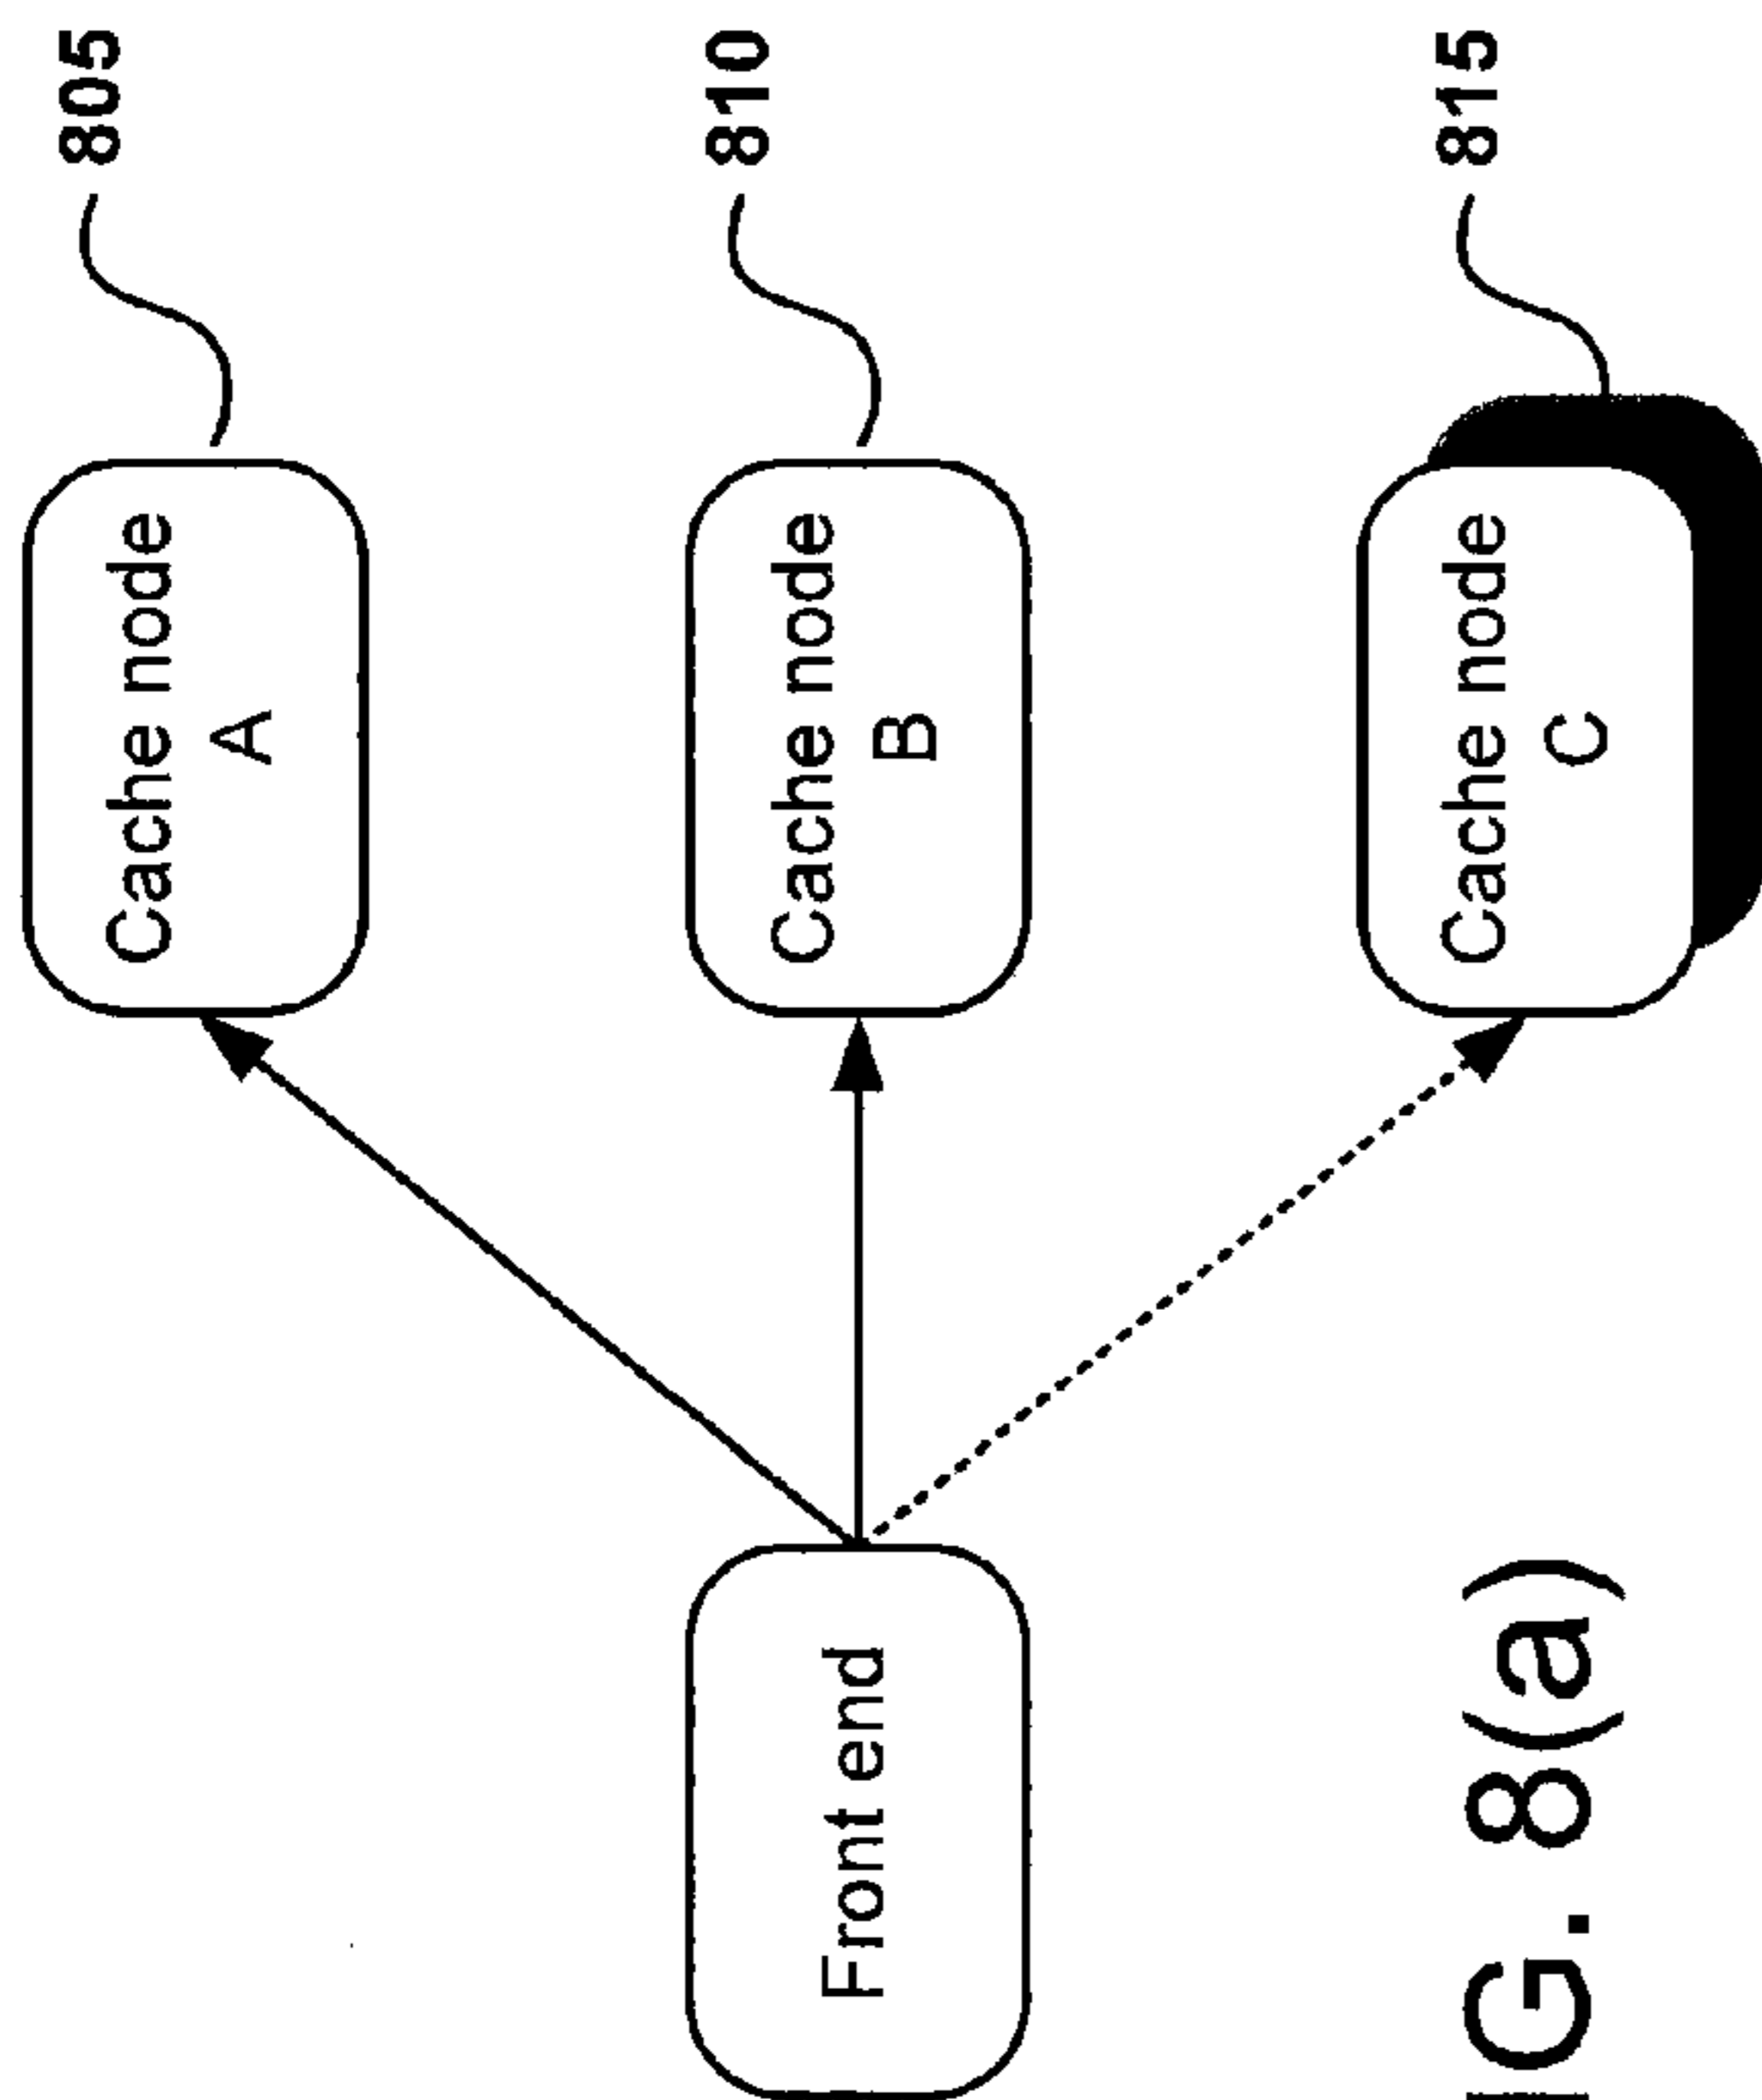 Cache node
A
805
Front end
Cache node
B
810
Cache node
C
815
IG. 8(a)